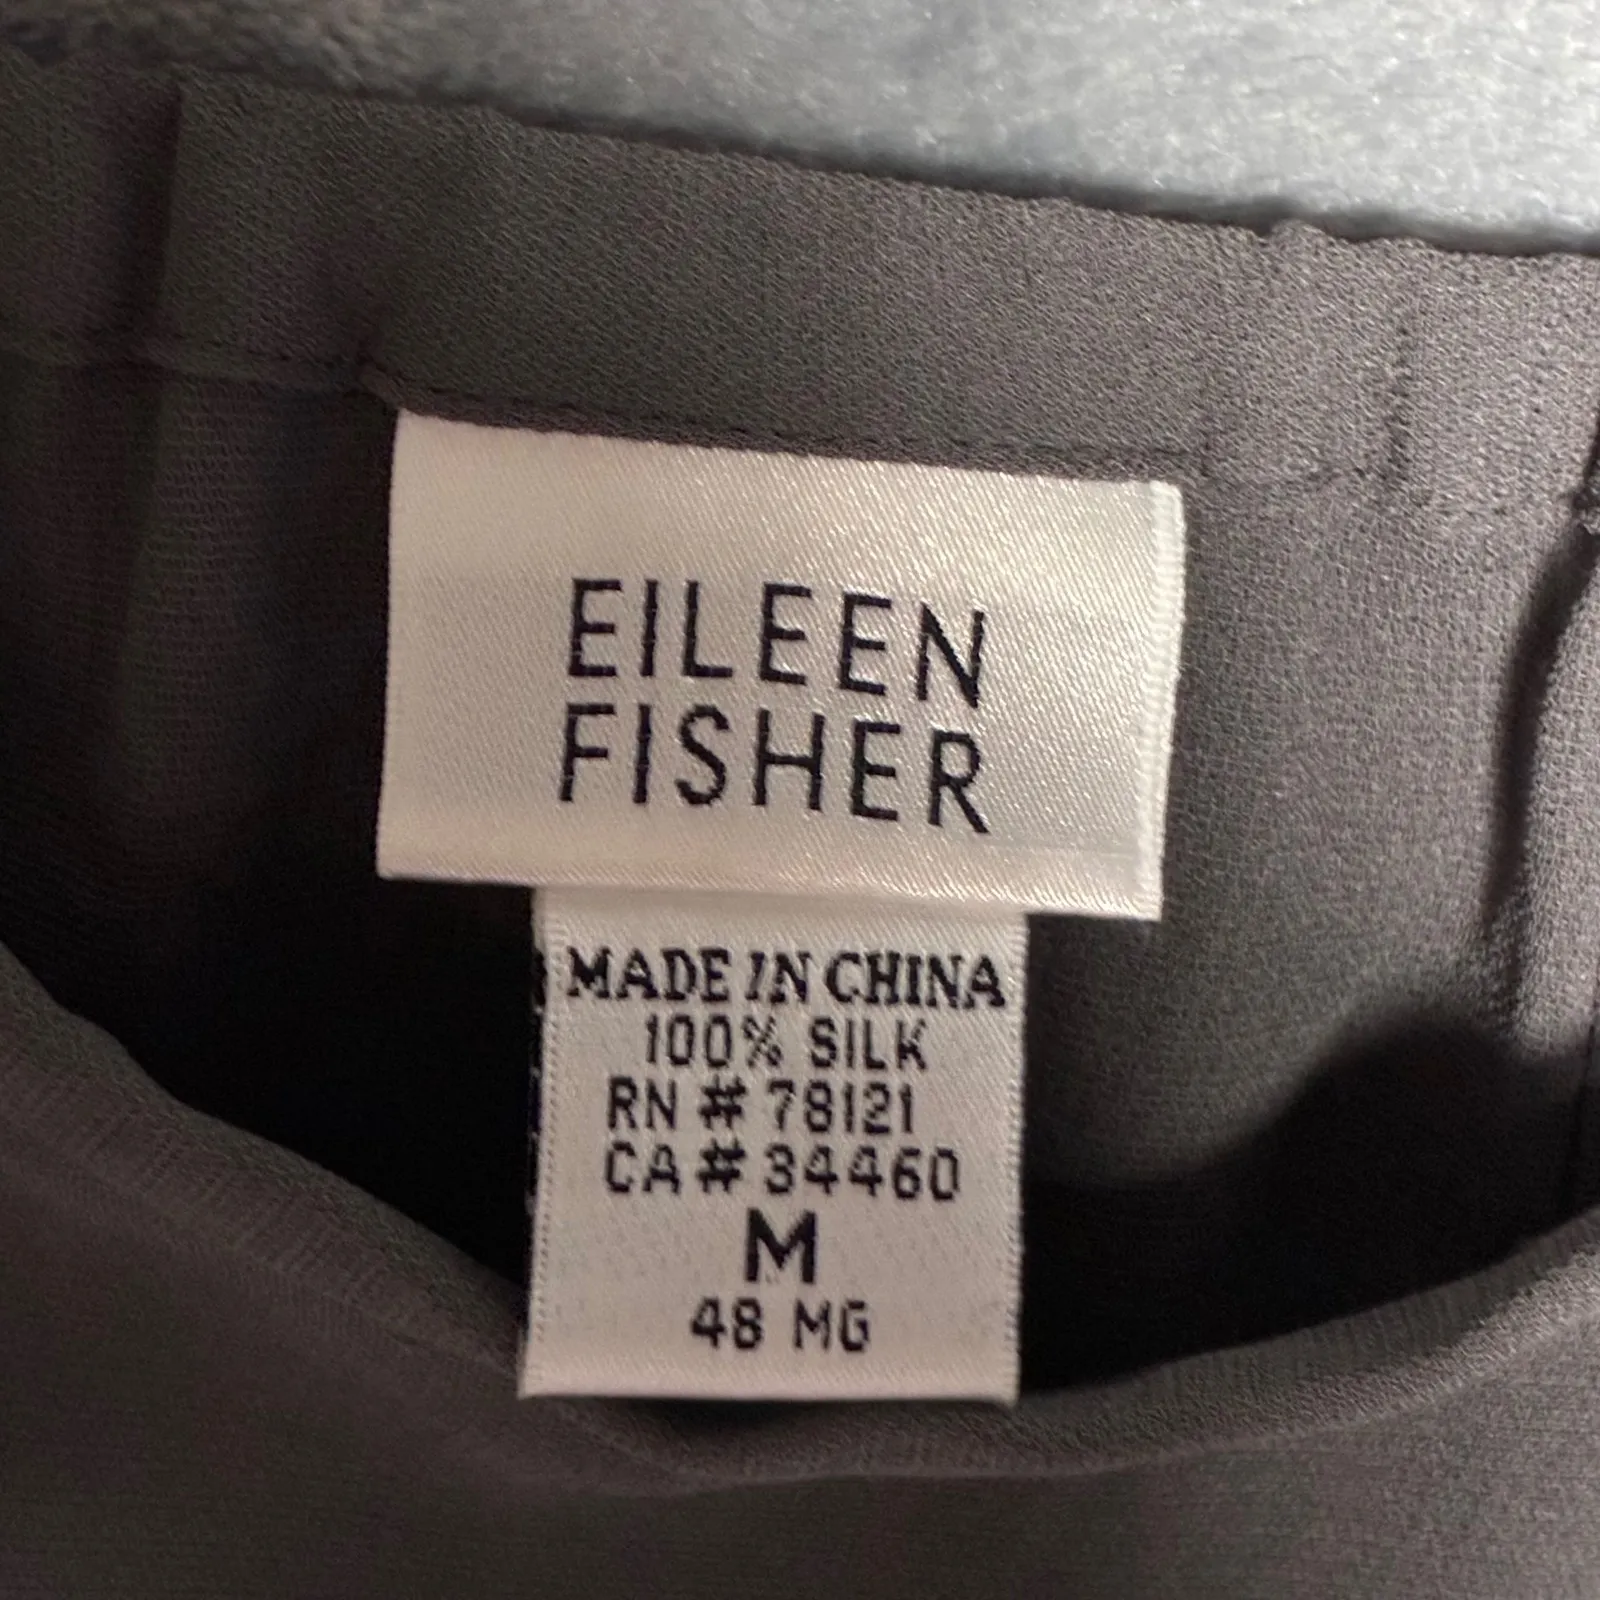 EILEEN
FISHER
MADE IN CHINA
100% SILK
RN # 78121
CA # 34460
M
48 MG